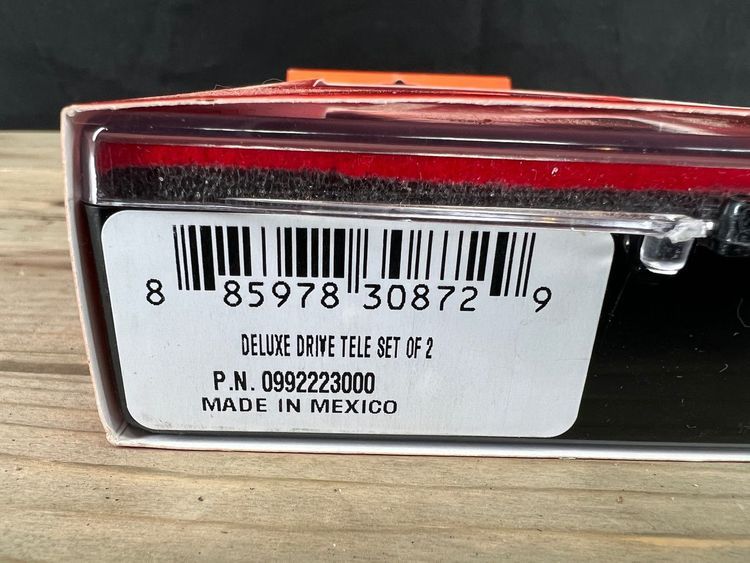 8 85978 30872 9
DELUXE DRIVE TELE SET OF 2
P.N. 0992223000
MADE IN MEXICO